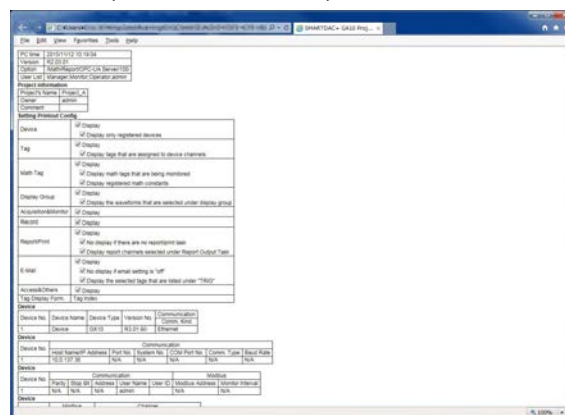 SMARTDAC+ GA10 Proj...
File Edit View Favorites Tools Help
PC time 2015/11/12 10:19:04
Version R2.03.01
Option /Math/Report/OPC-UA Server/100
User List Manager,Monitor,Operator,admin
Project Information
Project's Name Project_A
Owner admin
Comment
Setting Printout Config
Device Display
Display only registered devices
Tag Display
Display tags that are assigned to device channels
Math Tag Display
Display math tags that are being monitored
Display registered math constants
Display Group Display
Display the waveforms that are selected under display group
Acquisition&Monitor Display
Record Display
Report/Print Display
No display if there are no report/print task
Display report channels selected under Report Output Task
E-Mail Display
No display if email setting is "off"
Display the selected tags that are listed under "TRIG"
Access&Others Display
Tag Display Form. Tag Index
Device
Device No. Device Name Device Type Version No. Communication
Comm. Kind
1 Device GX10 R3.01.60 Ethernet
Device
Device No. Communication
Host Name/IP Address Port No. System No. COM Port No. Comm. Type Baud Rate
1 10.0.137.36 N/A N/A N/A N/A N/A
Device
Device No. Communication Modbus
Parity Stop Bit Address User Name User ID Modbus Address Monitor Interval
1 N/A N/A N/A admin N/A N/A
Device
Modbus Channel
100%